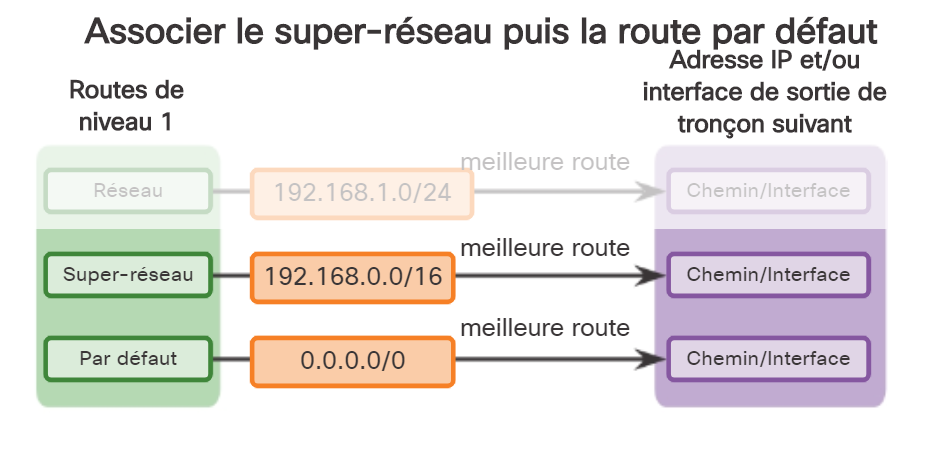 Associer le super-réseau puis la route par défaut
Routes de
niveau 1
Adresse IP et/ou
interface de sortie de
tronçon suivant
Réseau
192.168.1.0/24
meilleure route
Chemin/Interface
Super-réseau
192.168.0.0/16
meilleure route
Chemin/Interface
Par défaut
0.0.0.0/0
meilleure route
Chemin/Interface